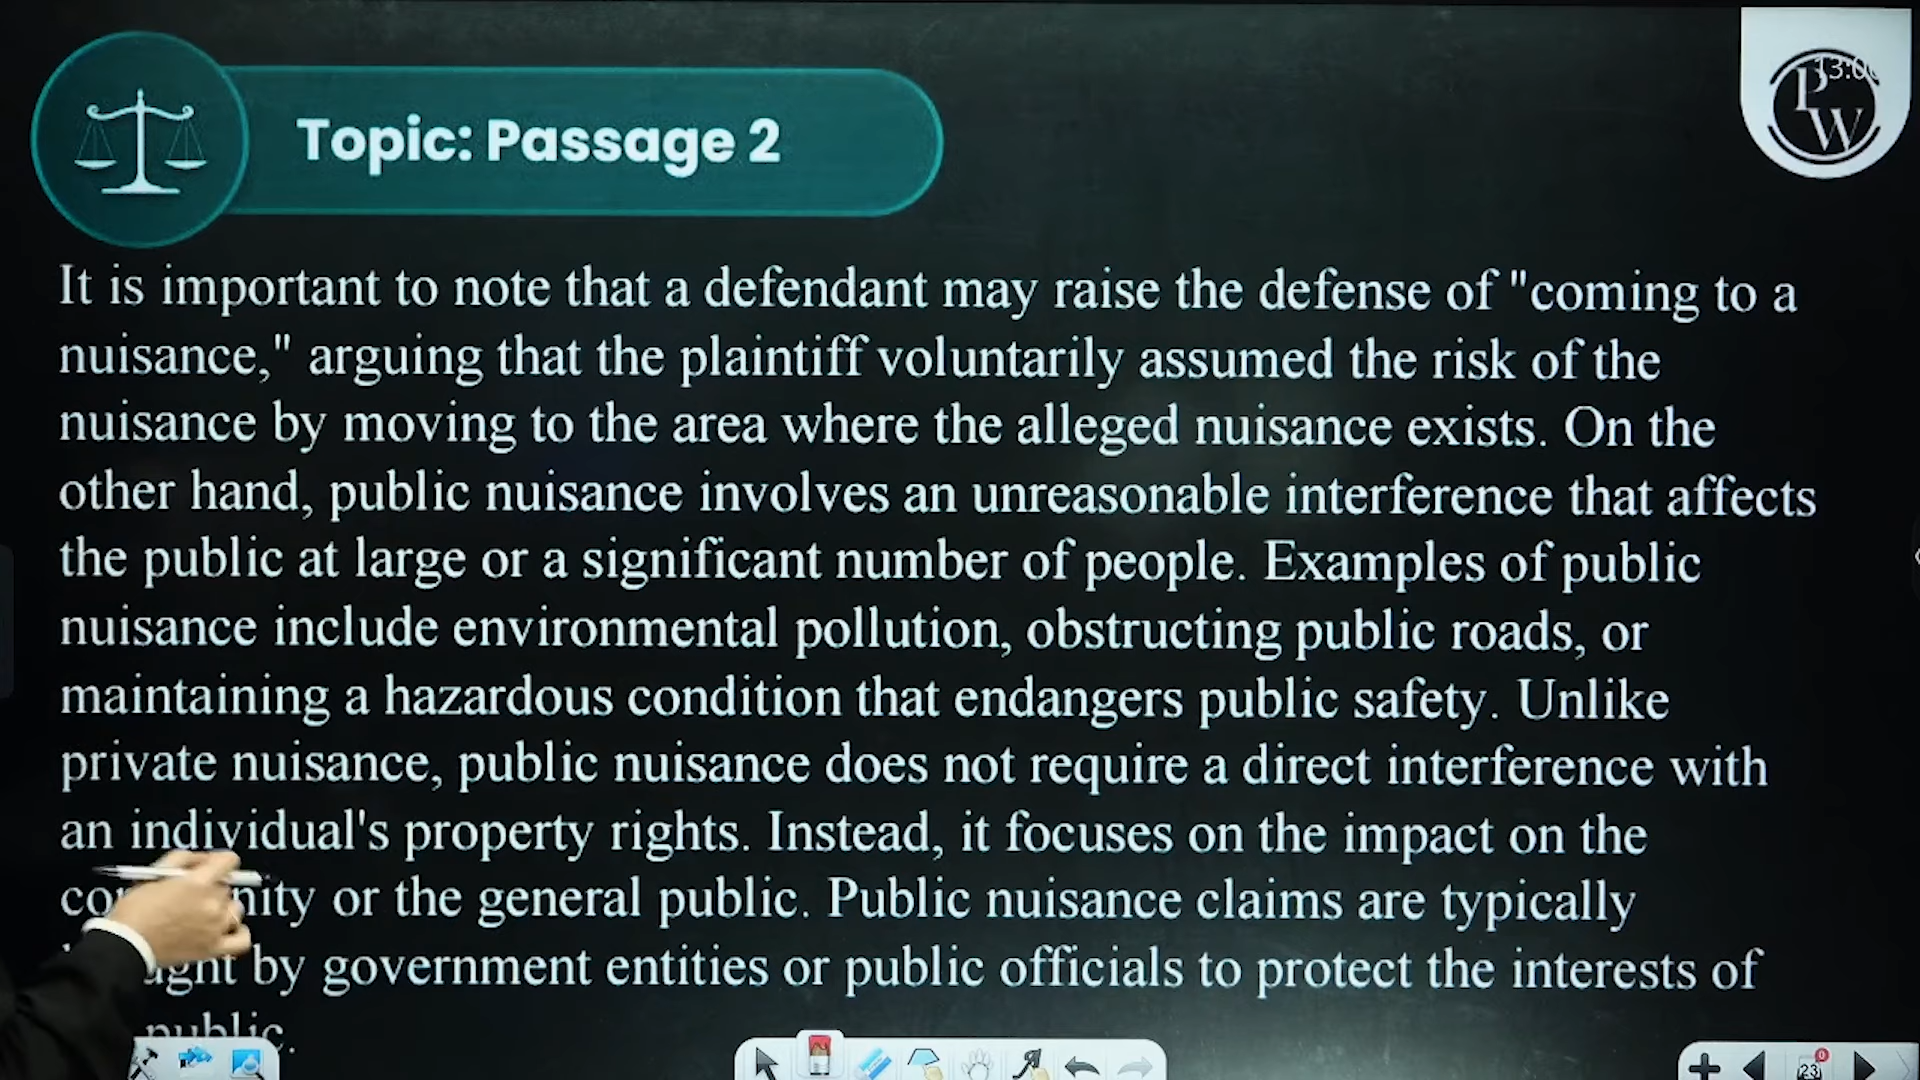 Topic: Passage 2
PW
It is important to note that a defendant may raise the defense of "coming to a
nuisance," arguing that the plaintiff voluntarily assumed the risk of the
nuisance by moving to the area where the alleged nuisance exists. On the
other hand, public nuisance involves an unreasonable interference that affects
the public at large or a significant number of people. Examples of public
nuisance include environmental pollution, obstructing public roads, or
maintaining a hazardous condition that endangers public safety. Unlike
private nuisance, public nuisance does not require a direct interference with
an individual's property rights. Instead, it focuses on the impact on the
or the general public. Public nuisance claims are typically
by government entities or public officials to protect the interests of
public.
23
0